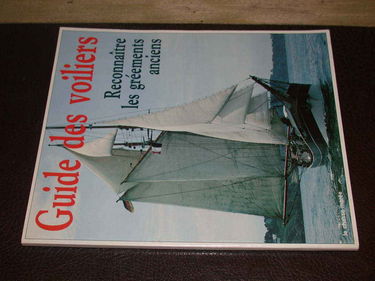 Guide des voiliers
Reconnaître
les gréements
anciens